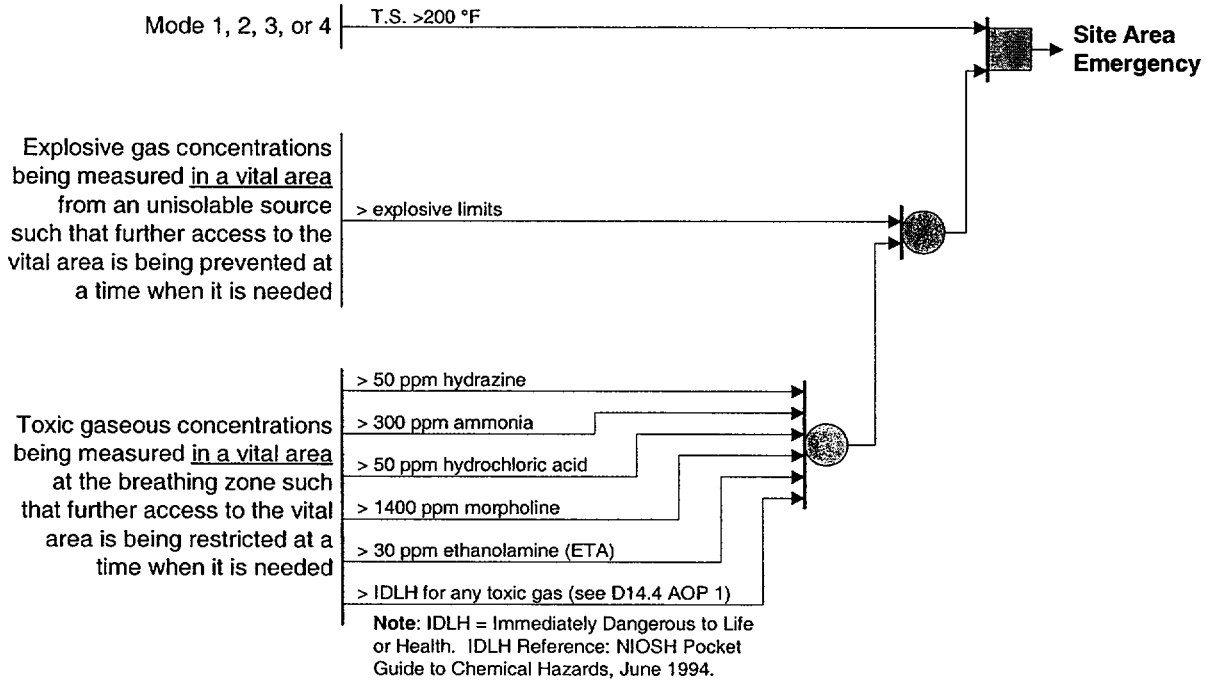 Mode 1, 2, 3, or 4
T.S. >200 °F
Site Area
Emergency
Explosive gas concentrations
being measured in a vital area
from an unisolable source
such that further access to the
vital area is being prevented at
a time when it is needed
> explosive limits
Toxic gaseous concentrations
being measured in a vital area
at the breathing zone such
that further access to the vital
area is being restricted at a
time when it is needed
> 50 ppm hydrazine
> 300 ppm ammonia
> 50 ppm hydrochloric acid
> 1400 ppm morpholine
> 30 ppm ethanolamine (ETA)
> IDLH for any toxic gas (see D14.4 AOP 1)
Note: IDLH = Immediately Dangerous to Life
or Health. IDLH Reference: NIOSH Pocket
Guide to Chemical Hazards, June 1994.